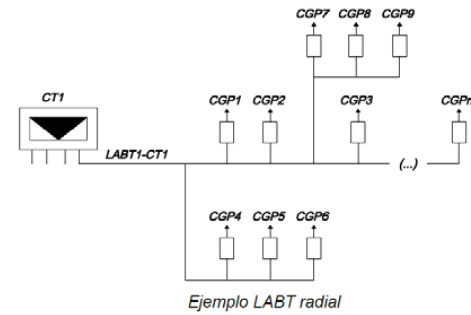 CGP7 CGP8 CGP9
CT1 CGP1 CGP2 CGP3 CGPn
LABT1-CT1 (...)
CGP4 CGP5 CGP6
Ejemplo LABT radial